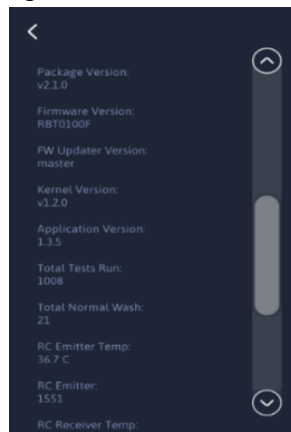 Package Version:
v2.1.0
Firmware Version:
RBT0100F
FW Updater Version:
master
Kernel Version:
v1.2.0
Application Version:
1.3.5
Total Tests Run:
1008
Total Normal Wash:
21
RC Emitter Temp:
36.7 C
RC Emitter:
1551
RC Receiver Temp: